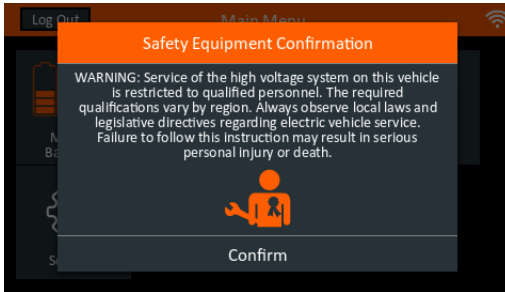 Log Out
Main Menu
Safety Equipment Confirmation
WARNING: Service of the high voltage system on this vehicle
is restricted to qualified personnel. The required
qualifications vary by region. Always observe local laws and
legislative directives regarding electric vehicle service.
Failure to follow this instruction may result in serious
personal injury or death.
Confirm